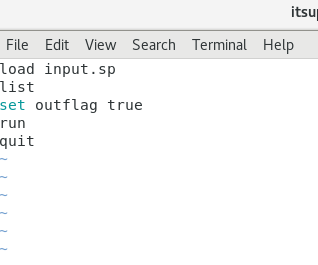 itsup
File Edit View Search Terminal Help
load input.sp
list
set outflag true
run
quit
~
~
~
~
~
~